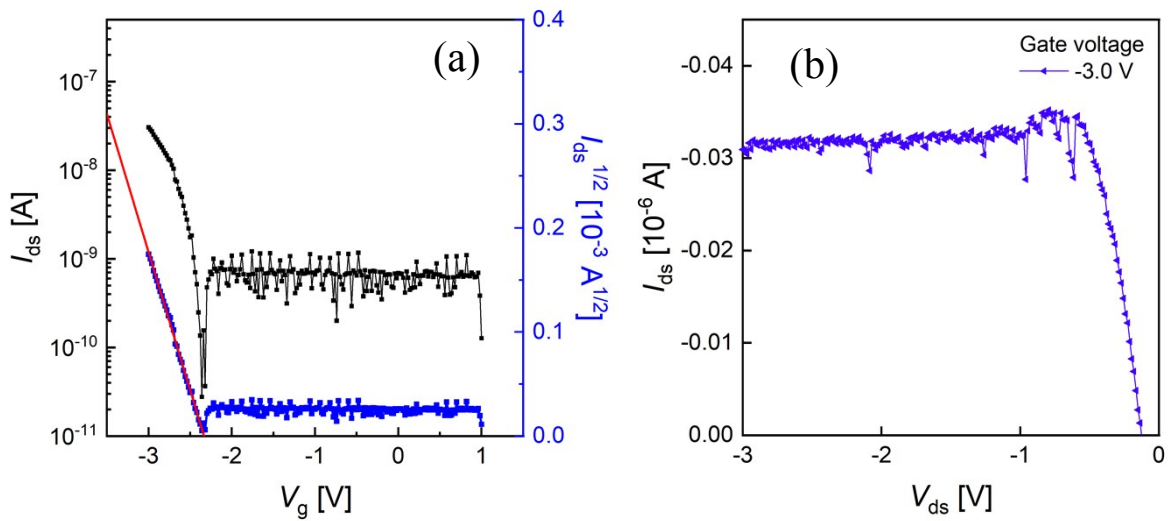 (a)
10⁻⁷
10⁻⁸
10⁻⁹
10⁻¹⁰
10⁻¹¹
I_ds [A]
-3 -2 -1 0 1
V_g [V]
0.4
0.3
0.2
0.1
0.0
I_ds^1/2 [10⁻³ A^1/2]
(b)
Gate voltage
-3.0 V
-0.04
-0.03
-0.02
-0.01
0.00
I_ds [10⁻⁶ A]
-3 -2 -1 0
V_ds [V]